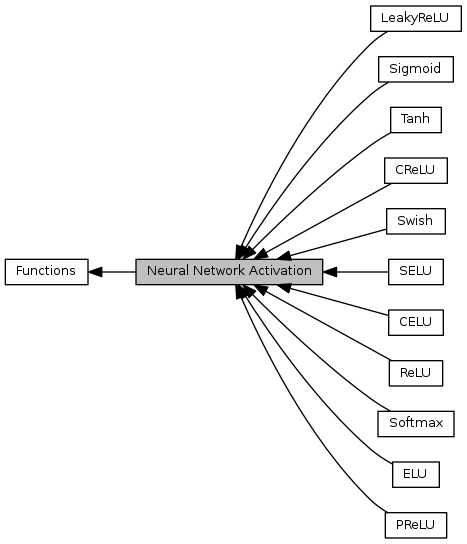 LeakyReLU
Sigmoid
Tanh
CReLU
Swish
Functions
Neural Network Activation
SELU
CELU
ReLU
Softmax
ELU
PReLU